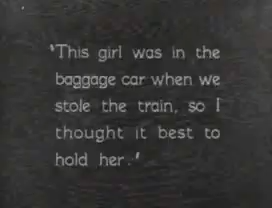 'This girl was in the
baggage car when we
stole the train, so I
thought it best to
hold her.'